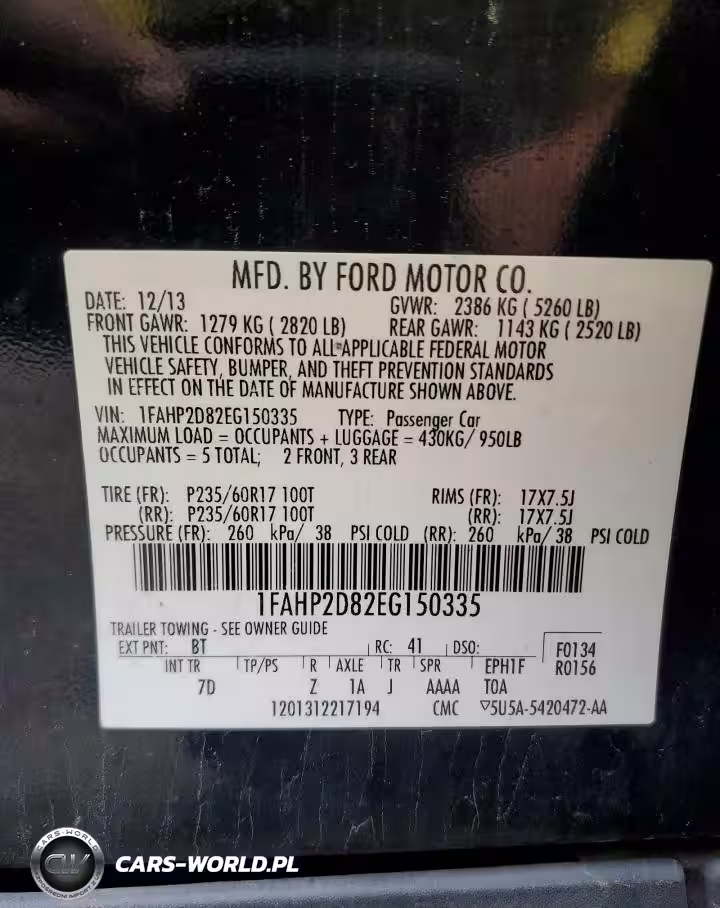 MFD. BY FORD MOTOR CO.
DATE: 12/13 GVWR: 2386 KG ( 5260 LB)
FRONT GAWR: 1279 KG ( 2820 LB) REAR GAWR: 1143 KG ( 2520 LB)
THIS VEHICLE CONFORMS TO ALL APPLICABLE FEDERAL MOTOR
VEHICLE SAFETY, BUMPER, AND THEFT PREVENTION STANDARDS
IN EFFECT ON THE DATE OF MANUFACTURE SHOWN ABOVE.
VIN: 1FAHP2D82EG150335 TYPE: Passenger Car
MAXIMUM LOAD = OCCUPANTS + LUGGAGE = 430KG/ 950LB
OCCUPANTS = 5 TOTAL; 2 FRONT, 3 REAR
TIRE (FR): P235/60R17 100T RIMS (FR): 17X7.5J
(RR): P235/60R17 100T (RR): 17X7.5J
PRESSURE (FR): 260 kPa/ 38 PSI COLD (RR): 260 kPa/ 38 PSI COLD
1FAHP2D82EG150335
TRAILER TOWING - SEE OWNER GUIDE
EXT PNT: BT RC: 41 DSO: F0134
INT TR TP/PS R AXLE TR SPR EPH1F R0156
7D Z 1A J AAAA TOA
1201312217194 CMC ▽5U5A-5420472-AA
CARS-WORLD
CARS-WORLD.PL